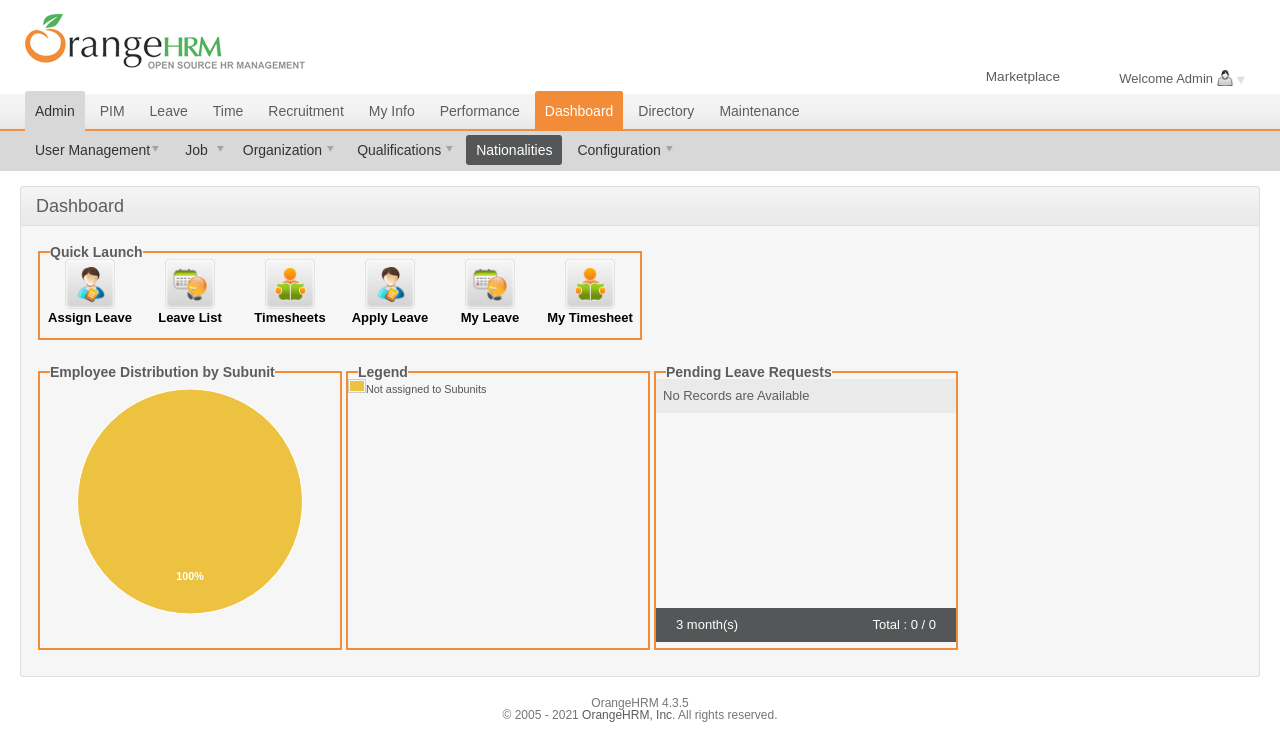 OrangeHRM
OPEN SOURCE HR MANAGEMENT
Marketplace
Welcome Admin
Admin PIM Leave Time Recruitment My Info Performance Dashboard Directory Maintenance
User Management Job Organization Qualifications Nationalities Configuration
Dashboard
Quick Launch
Assign Leave Leave List Timesheets Apply Leave My Leave My Timesheet
Employee Distribution by Subunit
100%
Legend
Not assigned to Subunits
Pending Leave Requests
No Records are Available
3 month(s) Total : 0 / 0
OrangeHRM 4.3.5
© 2005 - 2021 OrangeHRM, Inc. All rights reserved.